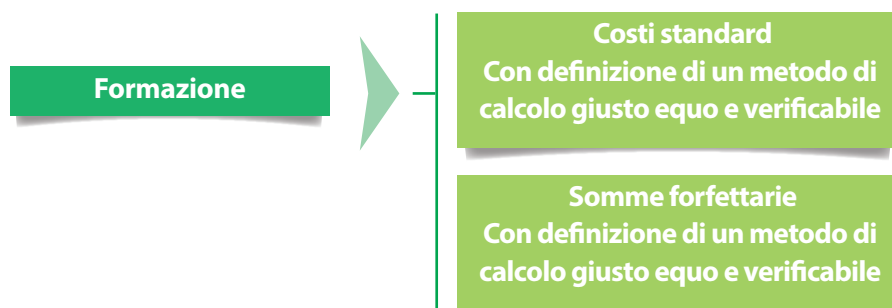 Formazione
Costi standard
Con definizione di un metodo di
calcolo giusto equo e verificabile
Somme forfettarie
Con definizione di un metodo di
calcolo giusto equo e verificabile